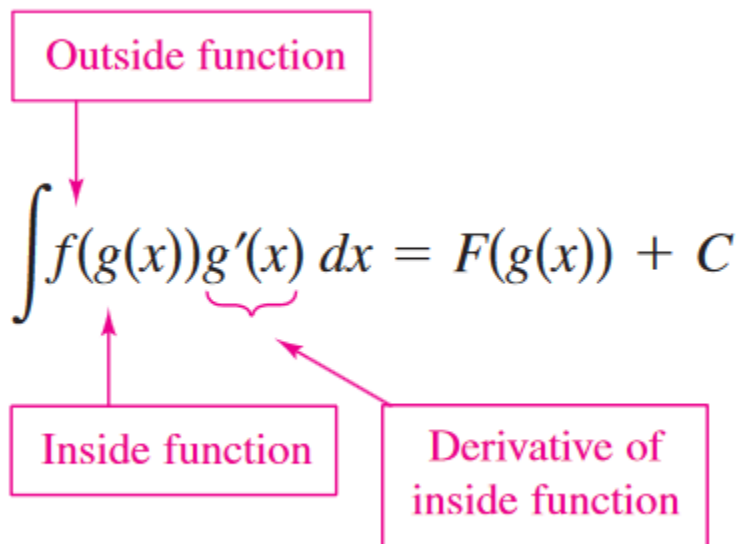 Outside function
∫ f(g(x))g′(x) dx = F(g(x)) + C
Inside function
Derivative of
inside function